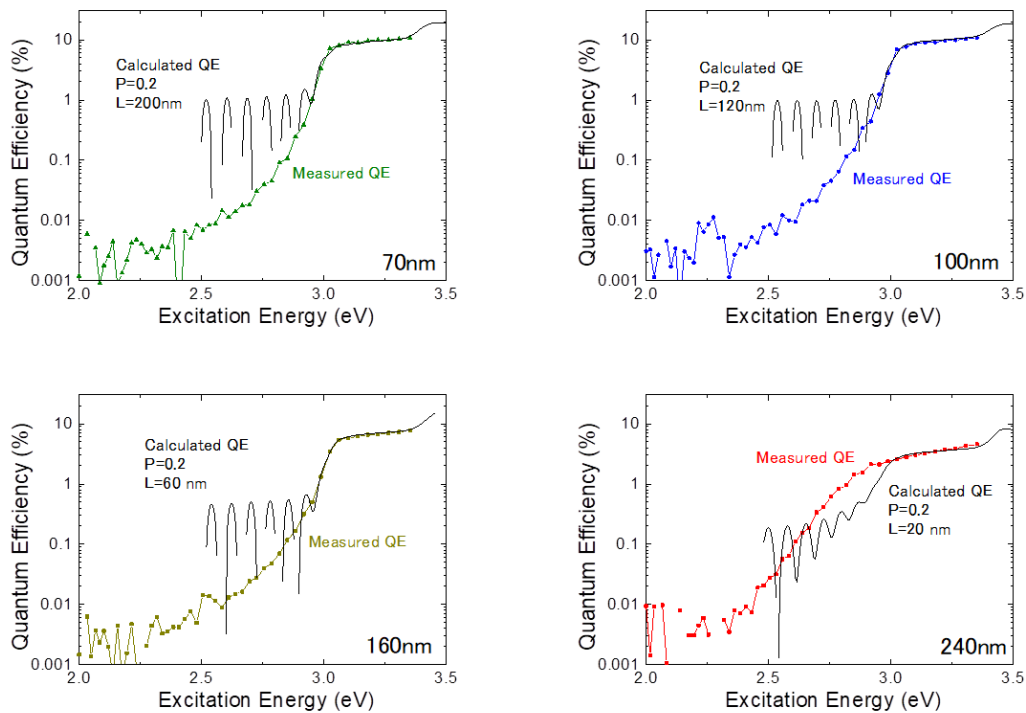 Quantum Efficiency (%)
10
1
0.1
0.01
0.001
Calculated QE
P=0.2
L=200nm
Measured QE
70nm
2.0 2.5 3.0 3.5
Excitation Energy (eV)
Quantum Efficiency (%)
10
1
0.1
0.01
0.001
Calculated QE
P=0.2
L=120nm
Measured QE
100nm
2.0 2.5 3.0 3.5
Excitation Energy (eV)
Quantum Efficiency (%)
10
1
0.1
0.01
0.001
Calculated QE
P=0.2
L=60 nm
Measured QE
160nm
2.0 2.5 3.0 3.5
Excitation Energy (eV)
Quantum Efficiency (%)
10
1
0.1
0.01
0.001
Measured QE
Calculated QE
P=0.2
L=20 nm
240nm
2.0 2.5 3.0 3.5
Excitation Energy (eV)